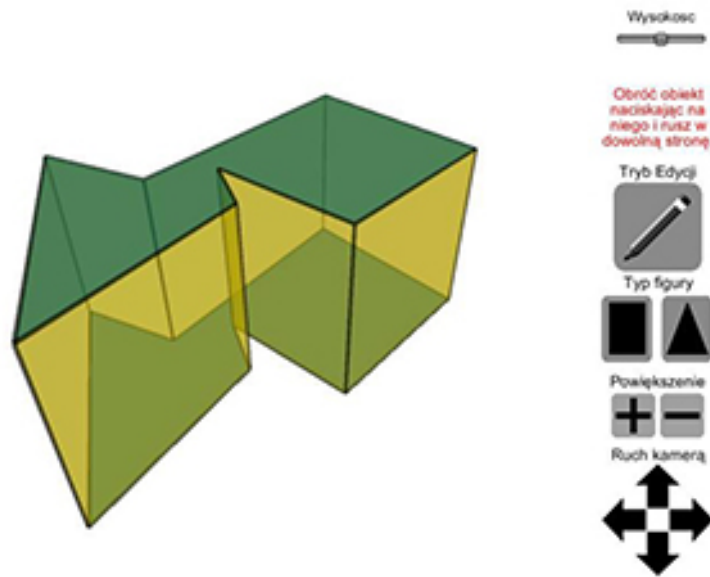 Wysokosc
Obróć obiekt
naciskając na
niego i rusz w
dowolną stronę
Tryb Edycji
Typ figury
Powiększenie
Ruch kamerą